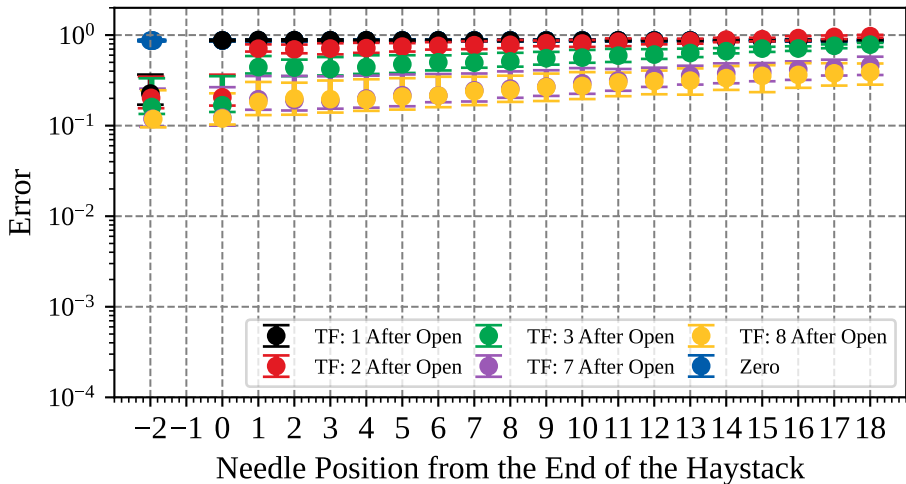 10⁰
10⁻¹
10⁻²
10⁻³
10⁻⁴
Error
TF: 1 After Open TF: 3 After Open TF: 8 After Open
TF: 2 After Open TF: 7 After Open Zero
−2 −1 0 1 2 3 4 5 6 7 8 9 10 11 12 13 14 15 16 17 18
Needle Position from the End of the Haystack